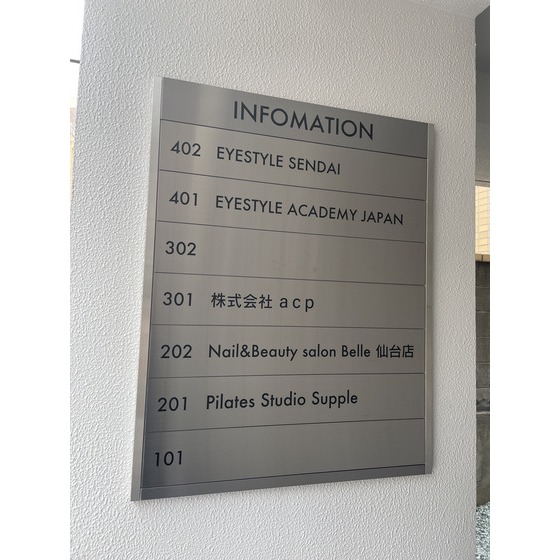 INFOMATION
402 EYESTYLE SENDAI
401 EYESTYLE ACADEMY JAPAN
302
301 株式会社 acp
202 Nail&Beauty salon Belle 仙台店
201 Pilates Studio Supple
101